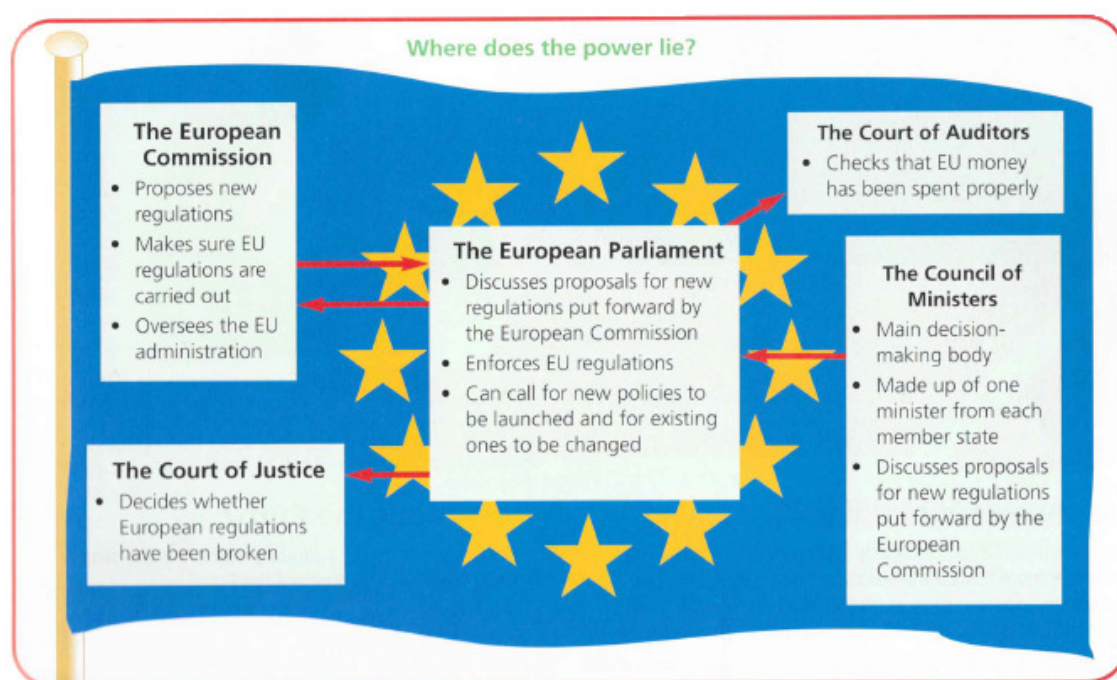 Where does the power lie?
The European
Commission
• Proposes new
regulations
• Makes sure EU
regulations are
carried out
• Oversees the EU
administration
The Court of Justice
• Decides whether
European regulations
have been broken
The European Parliament
• Discusses proposals for new
regulations put forward by
the European Commission
• Enforces EU regulations
• Can call for new policies to
be launched and for existing
ones to be changed
The Court of Auditors
• Checks that EU money
has been spent properly
The Council of
Ministers
• Main decision-
making body
• Made up of one
minister from each
member state
• Discusses proposals
for new regulations
put forward by the
European
Commission